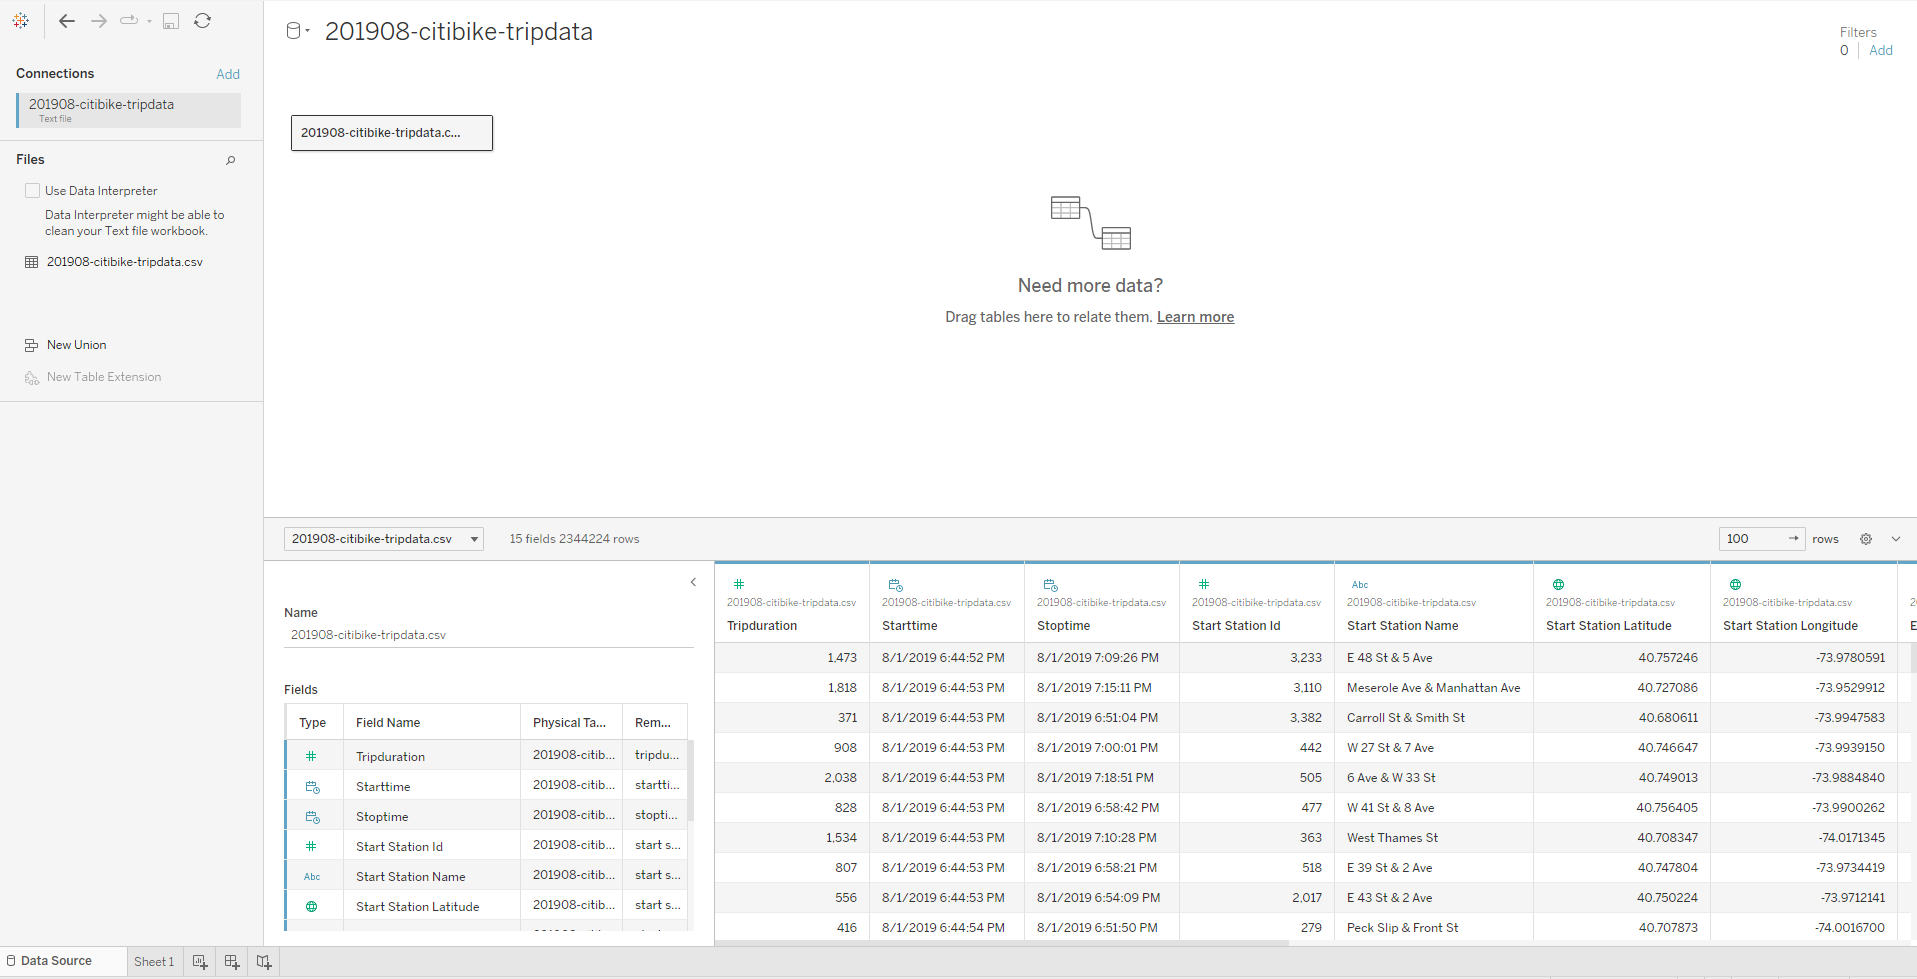 201908-citibike-tripdata
Filters
0 Add
Connections Add
201908-citibike-tripdata
Text file
201908-citibike-tripdata.c...
Files
Use Data Interpreter
Data Interpreter might be able to
clean your Text file workbook.
201908-citibike-tripdata.csv
New Union
New Table Extension
Need more data?
Drag tables here to relate them. Learn more
201908-citibike-tripdata.csv 15 fields 2344224 rows 100 rows
Name
201908-citibike-tripdata.csv
Fields
Type Field Name Physical Ta... Rem...
Tripduration 201908-citib... tripdu...
Starttime 201908-citib... startti...
Stoptime 201908-citib... stopti...
Start Station Id 201908-citib... start s...
Abc Start Station Name 201908-citib... start s...
Start Station Latitude 201908-citib... start s...
Abc
201908-citibike-tripdata.csv 201908-citibike-tripdata.csv 201908-citibike-tripdata.csv 201908-citibike-tripdata.csv 201908-citibike-tripdata.csv 201908-citibike-tripdata.csv 201908-citibike-tripdata.csv 2
Tripduration Starttime Stoptime Start Station Id Start Station Name Start Station Latitude Start Station Longitude E
1,473 8/1/2019 6:44:52 PM 8/1/2019 7:09:26 PM 3,233 E 48 St & 5 Ave 40.757246 -73.9780591
1,818 8/1/2019 6:44:53 PM 8/1/2019 7:15:11 PM 3,110 Meserole Ave & Manhattan Ave 40.727086 -73.9529912
371 8/1/2019 6:44:53 PM 8/1/2019 6:51:04 PM 3,382 Carroll St & Smith St 40.680611 -73.9947583
908 8/1/2019 6:44:53 PM 8/1/2019 7:00:01 PM 442 W 27 St & 7 Ave 40.746647 -73.9939150
2,038 8/1/2019 6:44:53 PM 8/1/2019 7:18:51 PM 505 6 Ave & W 33 St 40.749013 -73.9884840
828 8/1/2019 6:44:53 PM 8/1/2019 6:58:42 PM 477 W 41 St & 8 Ave 40.756405 -73.9900262
1,534 8/1/2019 6:44:53 PM 8/1/2019 7:10:28 PM 363 West Thames St 40.708347 -74.0171345
807 8/1/2019 6:44:53 PM 8/1/2019 6:58:21 PM 518 E 39 St & 2 Ave 40.747804 -73.9734419
556 8/1/2019 6:44:53 PM 8/1/2019 6:54:09 PM 2,017 E 43 St & 2 Ave 40.750224 -73.9712141
416 8/1/2019 6:44:54 PM 8/1/2019 6:51:50 PM 279 Peck Slip & Front St 40.707873 -74.0016700
Data Source Sheet 1